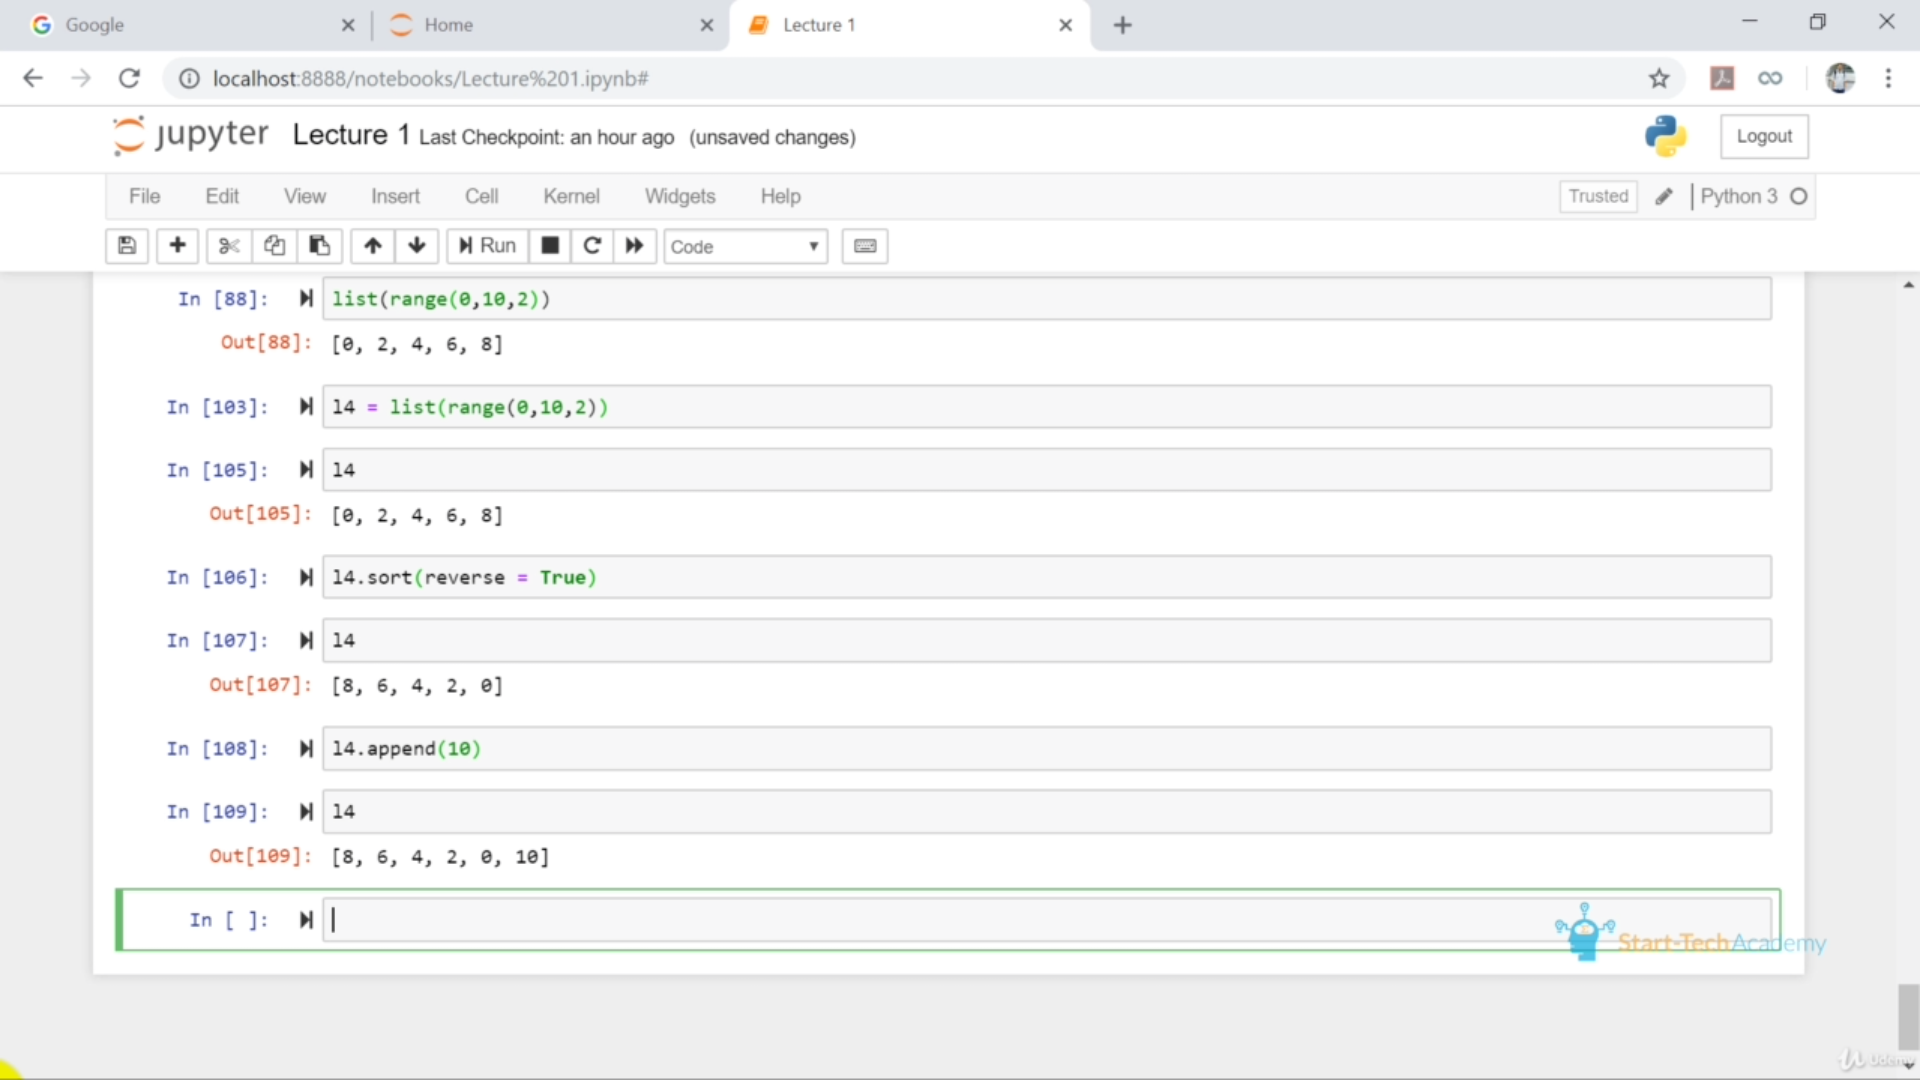 Google
Home
Lecture 1
localhost:8888/notebooks/Lecture%201.ipynb#
jupyter Lecture 1 Last Checkpoint: an hour ago (unsaved changes)
Logout
File Edit View Insert Cell Kernel Widgets Help
Trusted
Python 3
Run
Code
In [88]: list(range(0,10,2))
Out[88]: [0, 2, 4, 6, 8]
In [103]: l4 = list(range(0,10,2))
In [105]: l4
Out[105]: [0, 2, 4, 6, 8]
In [106]: l4.sort(reverse = True)
In [107]: l4
Out[107]: [8, 6, 4, 2, 0]
In [108]: l4.append(10)
In [109]: l4
Out[109]: [8, 6, 4, 2, 0, 10]
In [ ]:
Start-Tech Academy
Udemy